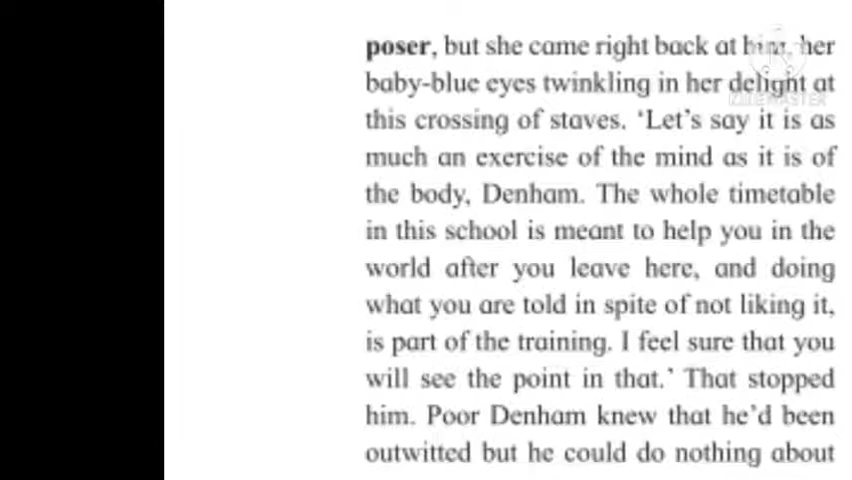 poser, but she came right back at him, her
baby-blue eyes twinkling in her delight at
this crossing of staves. ‘Let’s say it is as
much an exercise of the mind as it is of
the body, Denham. The whole timetable
in this school is meant to help you in the
world after you leave here, and doing
what you are told in spite of not liking it,
is part of the training. I feel sure that you
will see the point in that.’ That stopped
him. Poor Denham knew that he’d been
outwitted but he could do nothing about
KINEMASTER